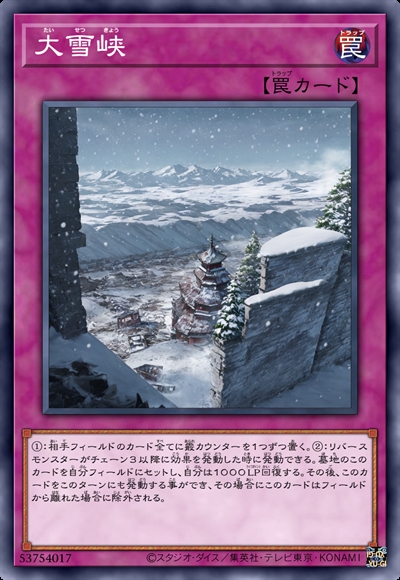 たいせつきょう
大雪峡
トラップ
罠
トラップ
【罠カード】
①:相手フィールドのカード全てに霰カウンターを1つずつ置く。②:リバース
モンスターがチェーン3以降に効果を発動した時に発動できる。墓地のこの
カードを自分フィールドにセットし、自分は1000LP回復する。その後、このカ
ードをこのターンにも発動する事ができ、その場合にこのカードはフィールド
から離れた場合に除外される。
53754017
©スタジオ・ダイス/集英社・テレビ東京・KONAMI